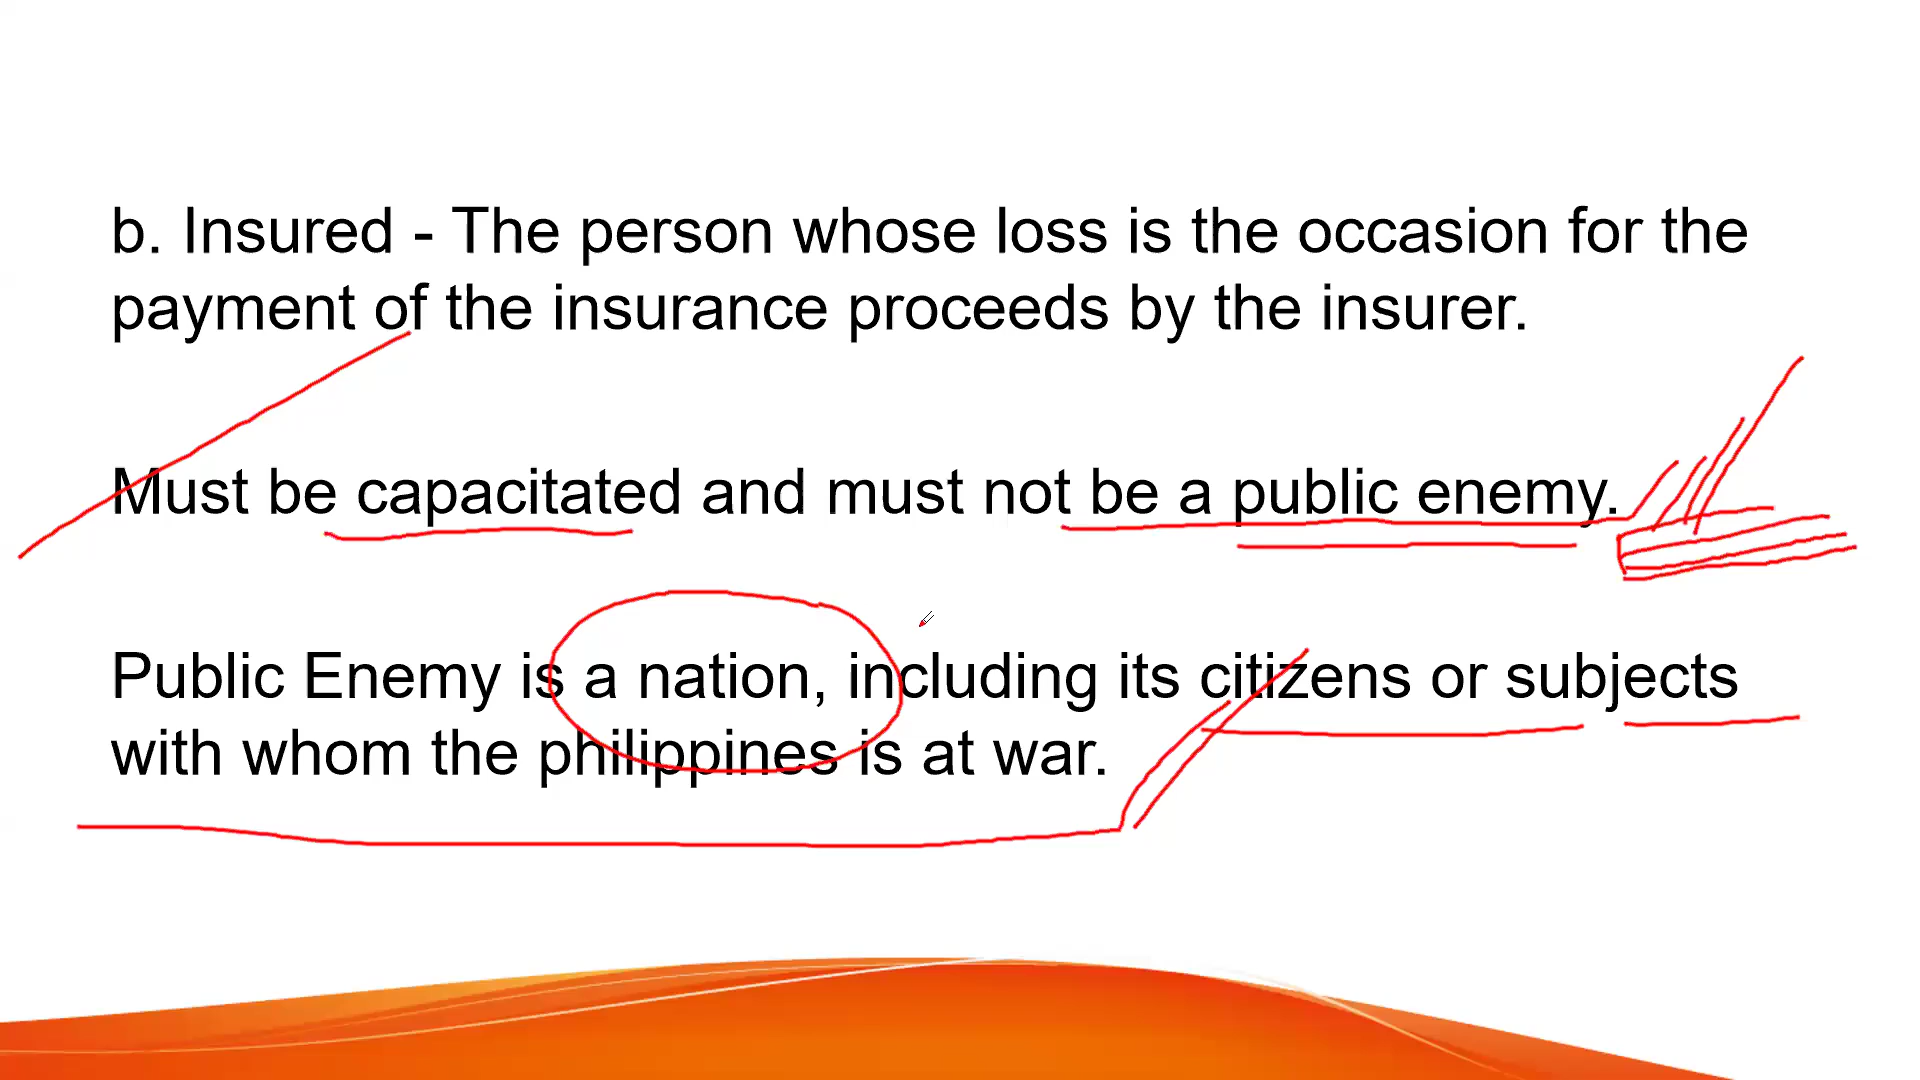 b. Insured - The person whose loss is the occasion for the
payment of the insurance proceeds by the insurer.
Must be capacitated and must not be a public enemy.
Public Enemy is a nation, including its citizens or subjects
with whom the philippines is at war.